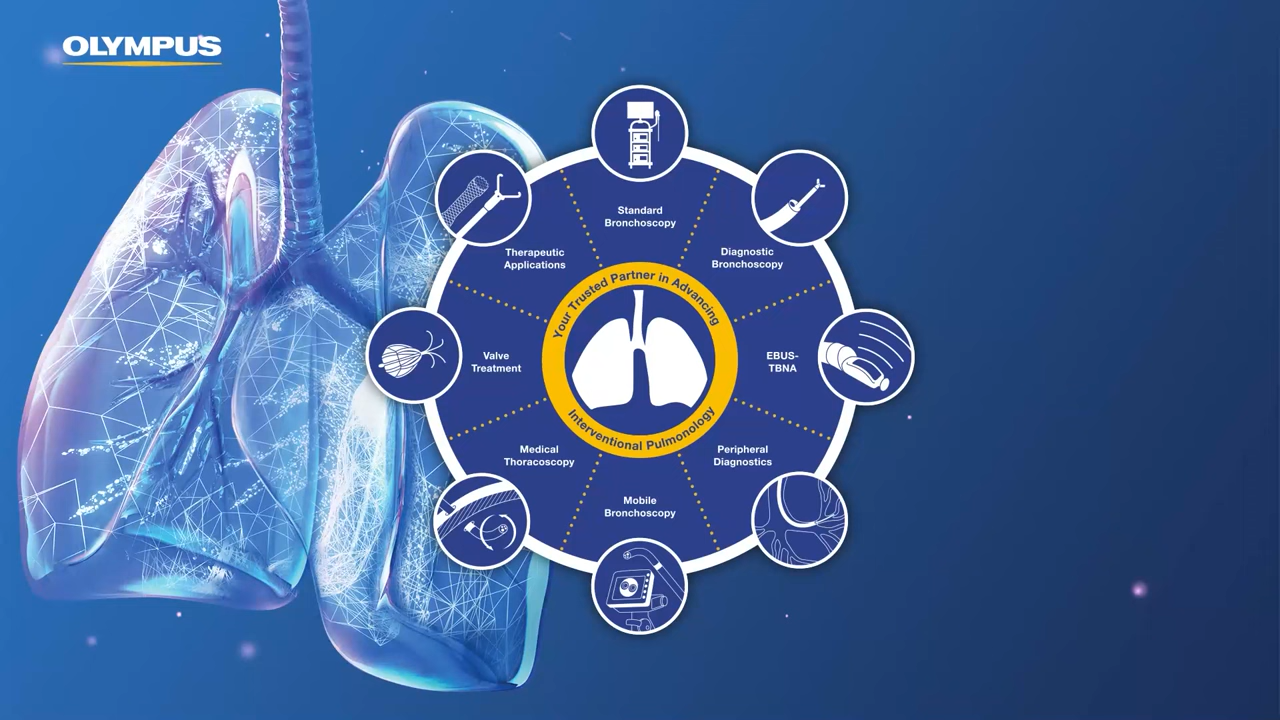 OLYMPUS
Standard
Bronchoscopy
Diagnostic
Bronchoscopy
EBUS-
TBNA
Peripheral
Diagnostics
Mobile
Bronchoscopy
Medical
Thoracoscopy
Valve
Treatment
Therapeutic
Applications
Your Trusted Partner in Advancing
Interventional Pulmonology